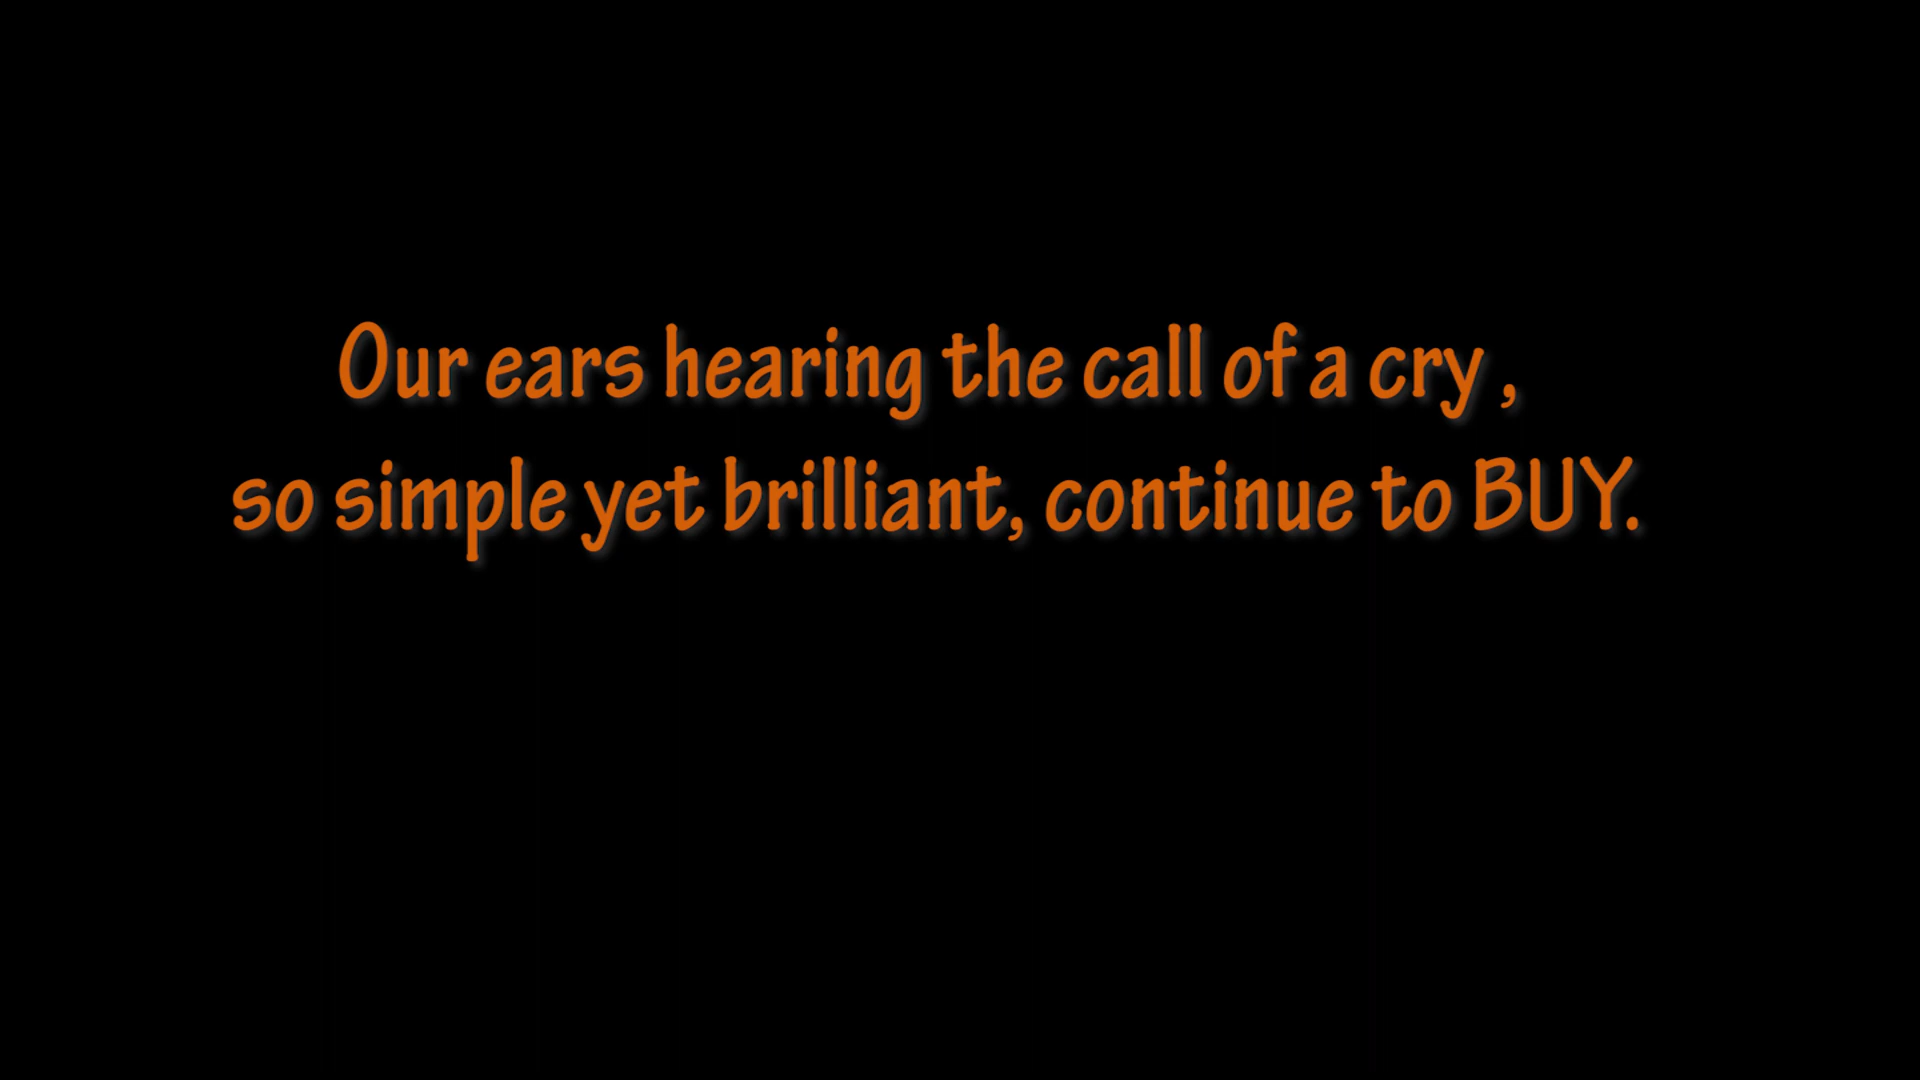 Our ears hearing the call of a cry ,
so simple yet brilliant, continue to BUY.